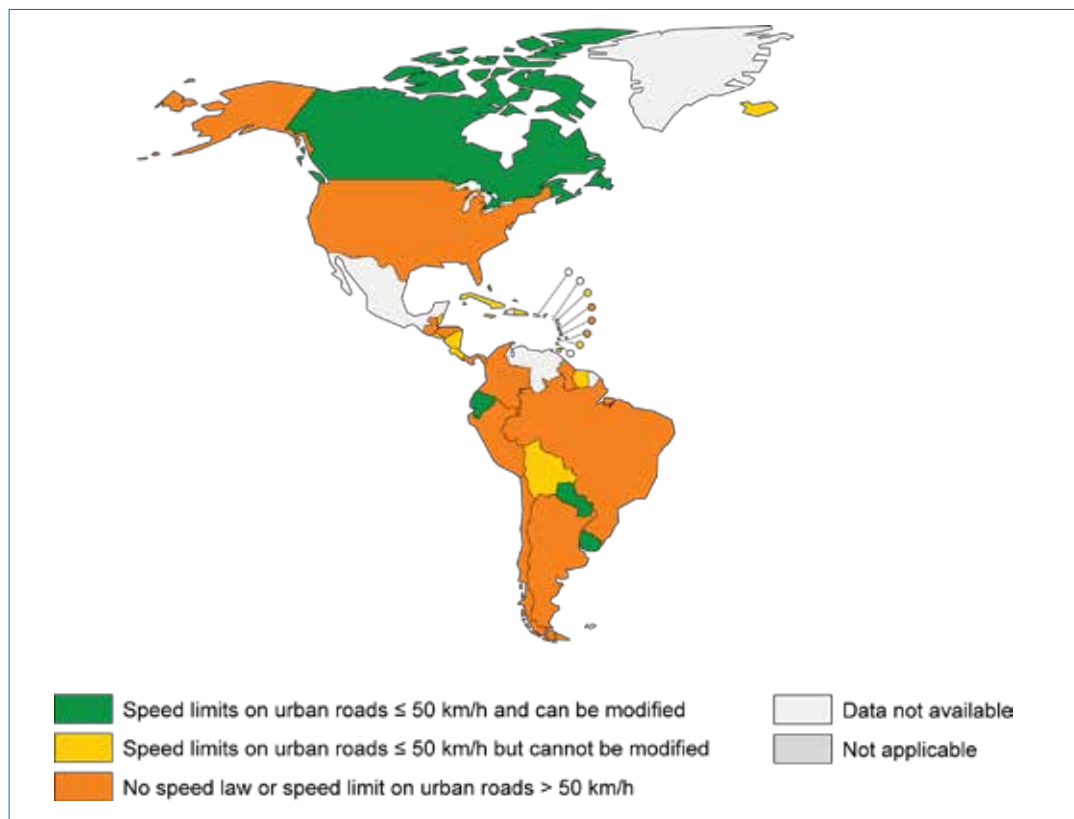 Speed limits on urban roads ≤ 50 km/h and can be modified
Speed limits on urban roads ≤ 50 km/h but cannot be modified
No speed law or speed limit on urban roads > 50 km/h
Data not available
Not applicable